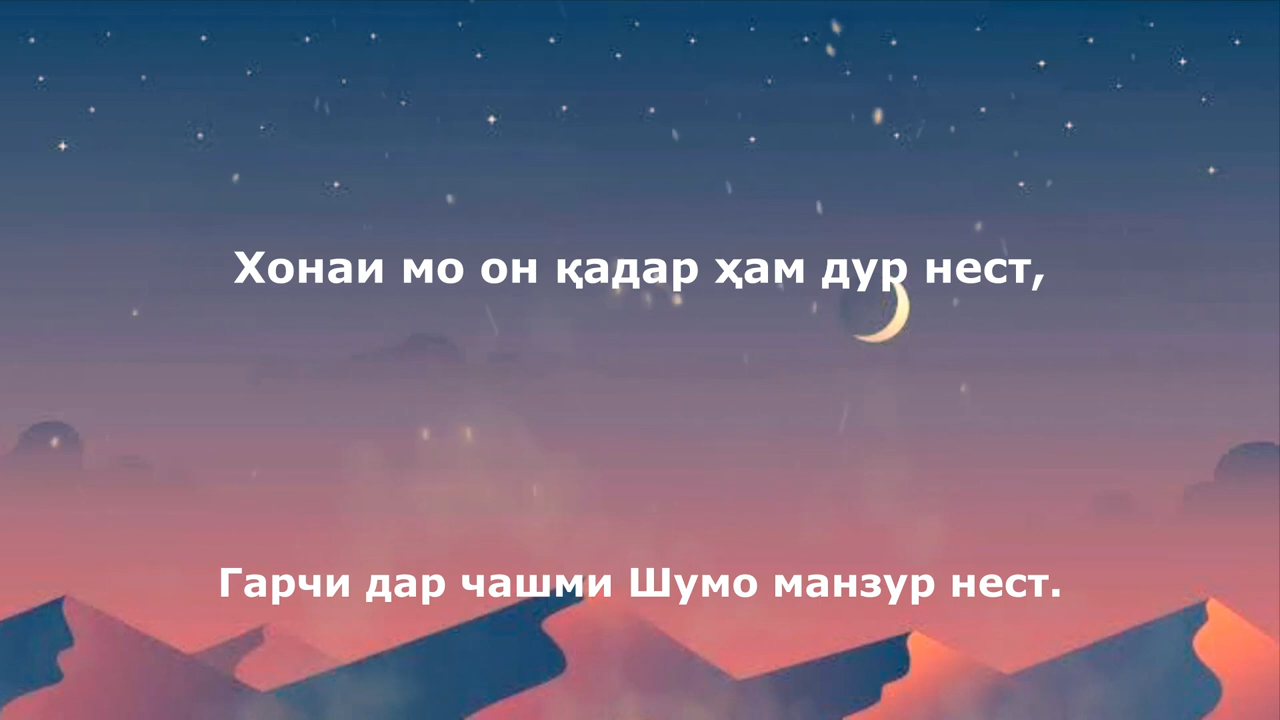 Хонаи мо он қадар ҳам дур нест,
Гарчи дар чашми Шумо манзур нест.